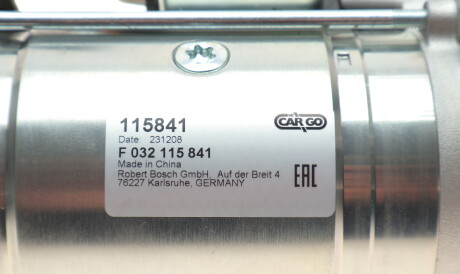 115841
CARGO
Date: 231208
F 032 115 841
Made in China
Robert Bosch GmbH, Auf der Breit 4
76227 Karlsruhe, GERMANY
EAC